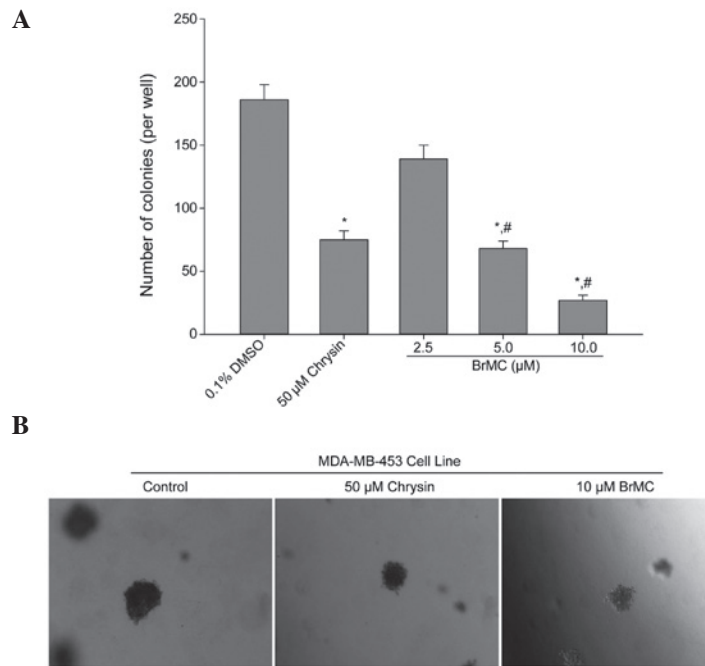 A
250
200
150
100
50
0
Number of colonies (per well)
*
*,#
*,#
0.1% DMSO
50 µM Chrysin
2.5 5.0 10.0
BrMC (µM)
B
MDA-MB-453 Cell Line
Control 50 µM Chrysin 10 µM BrMC